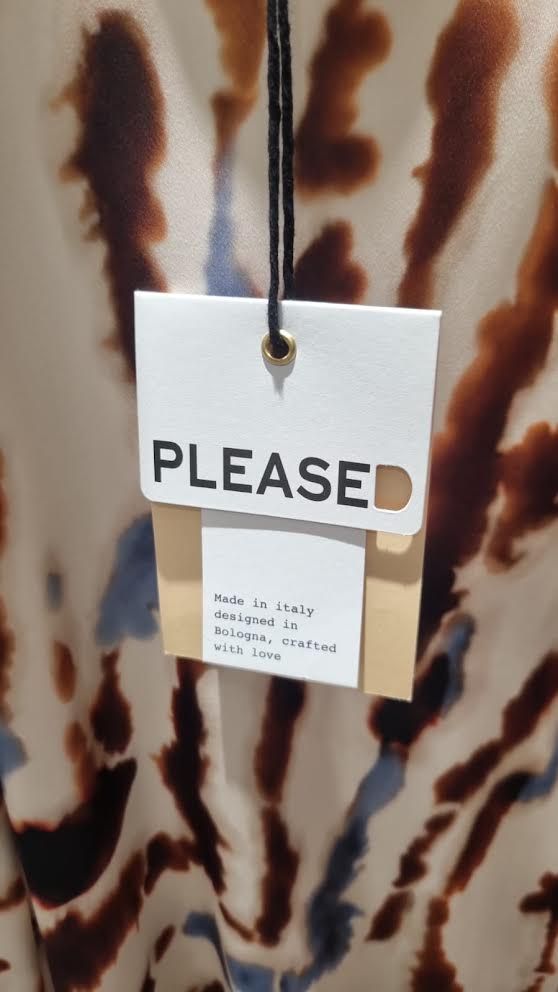 PLEASED
Made in italy
designed in
Bologna, crafted
with love